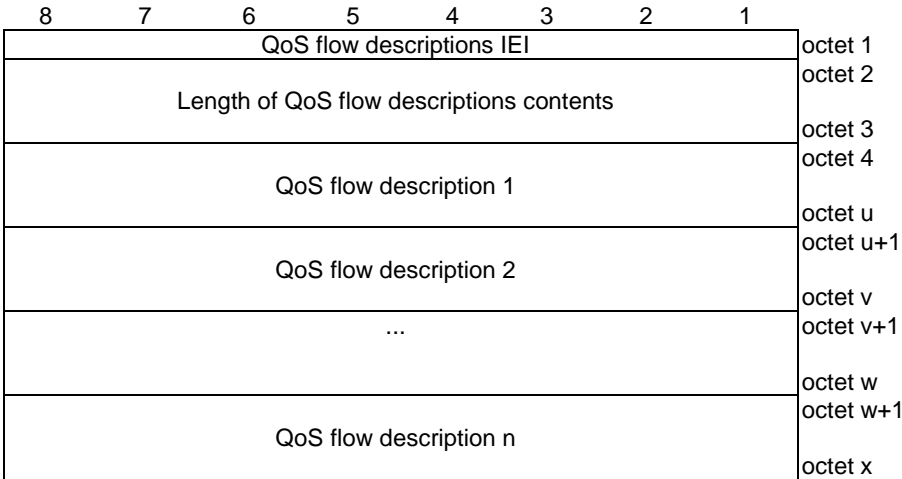 8 7 6 5 4 3 2 1
QoS flow descriptions IEI octet 1
octet 2
Length of QoS flow descriptions contents
octet 3
octet 4
QoS flow description 1
octet u
octet u+1
QoS flow description 2
octet v
... octet v+1
octet w
octet w+1
QoS flow description n
octet x